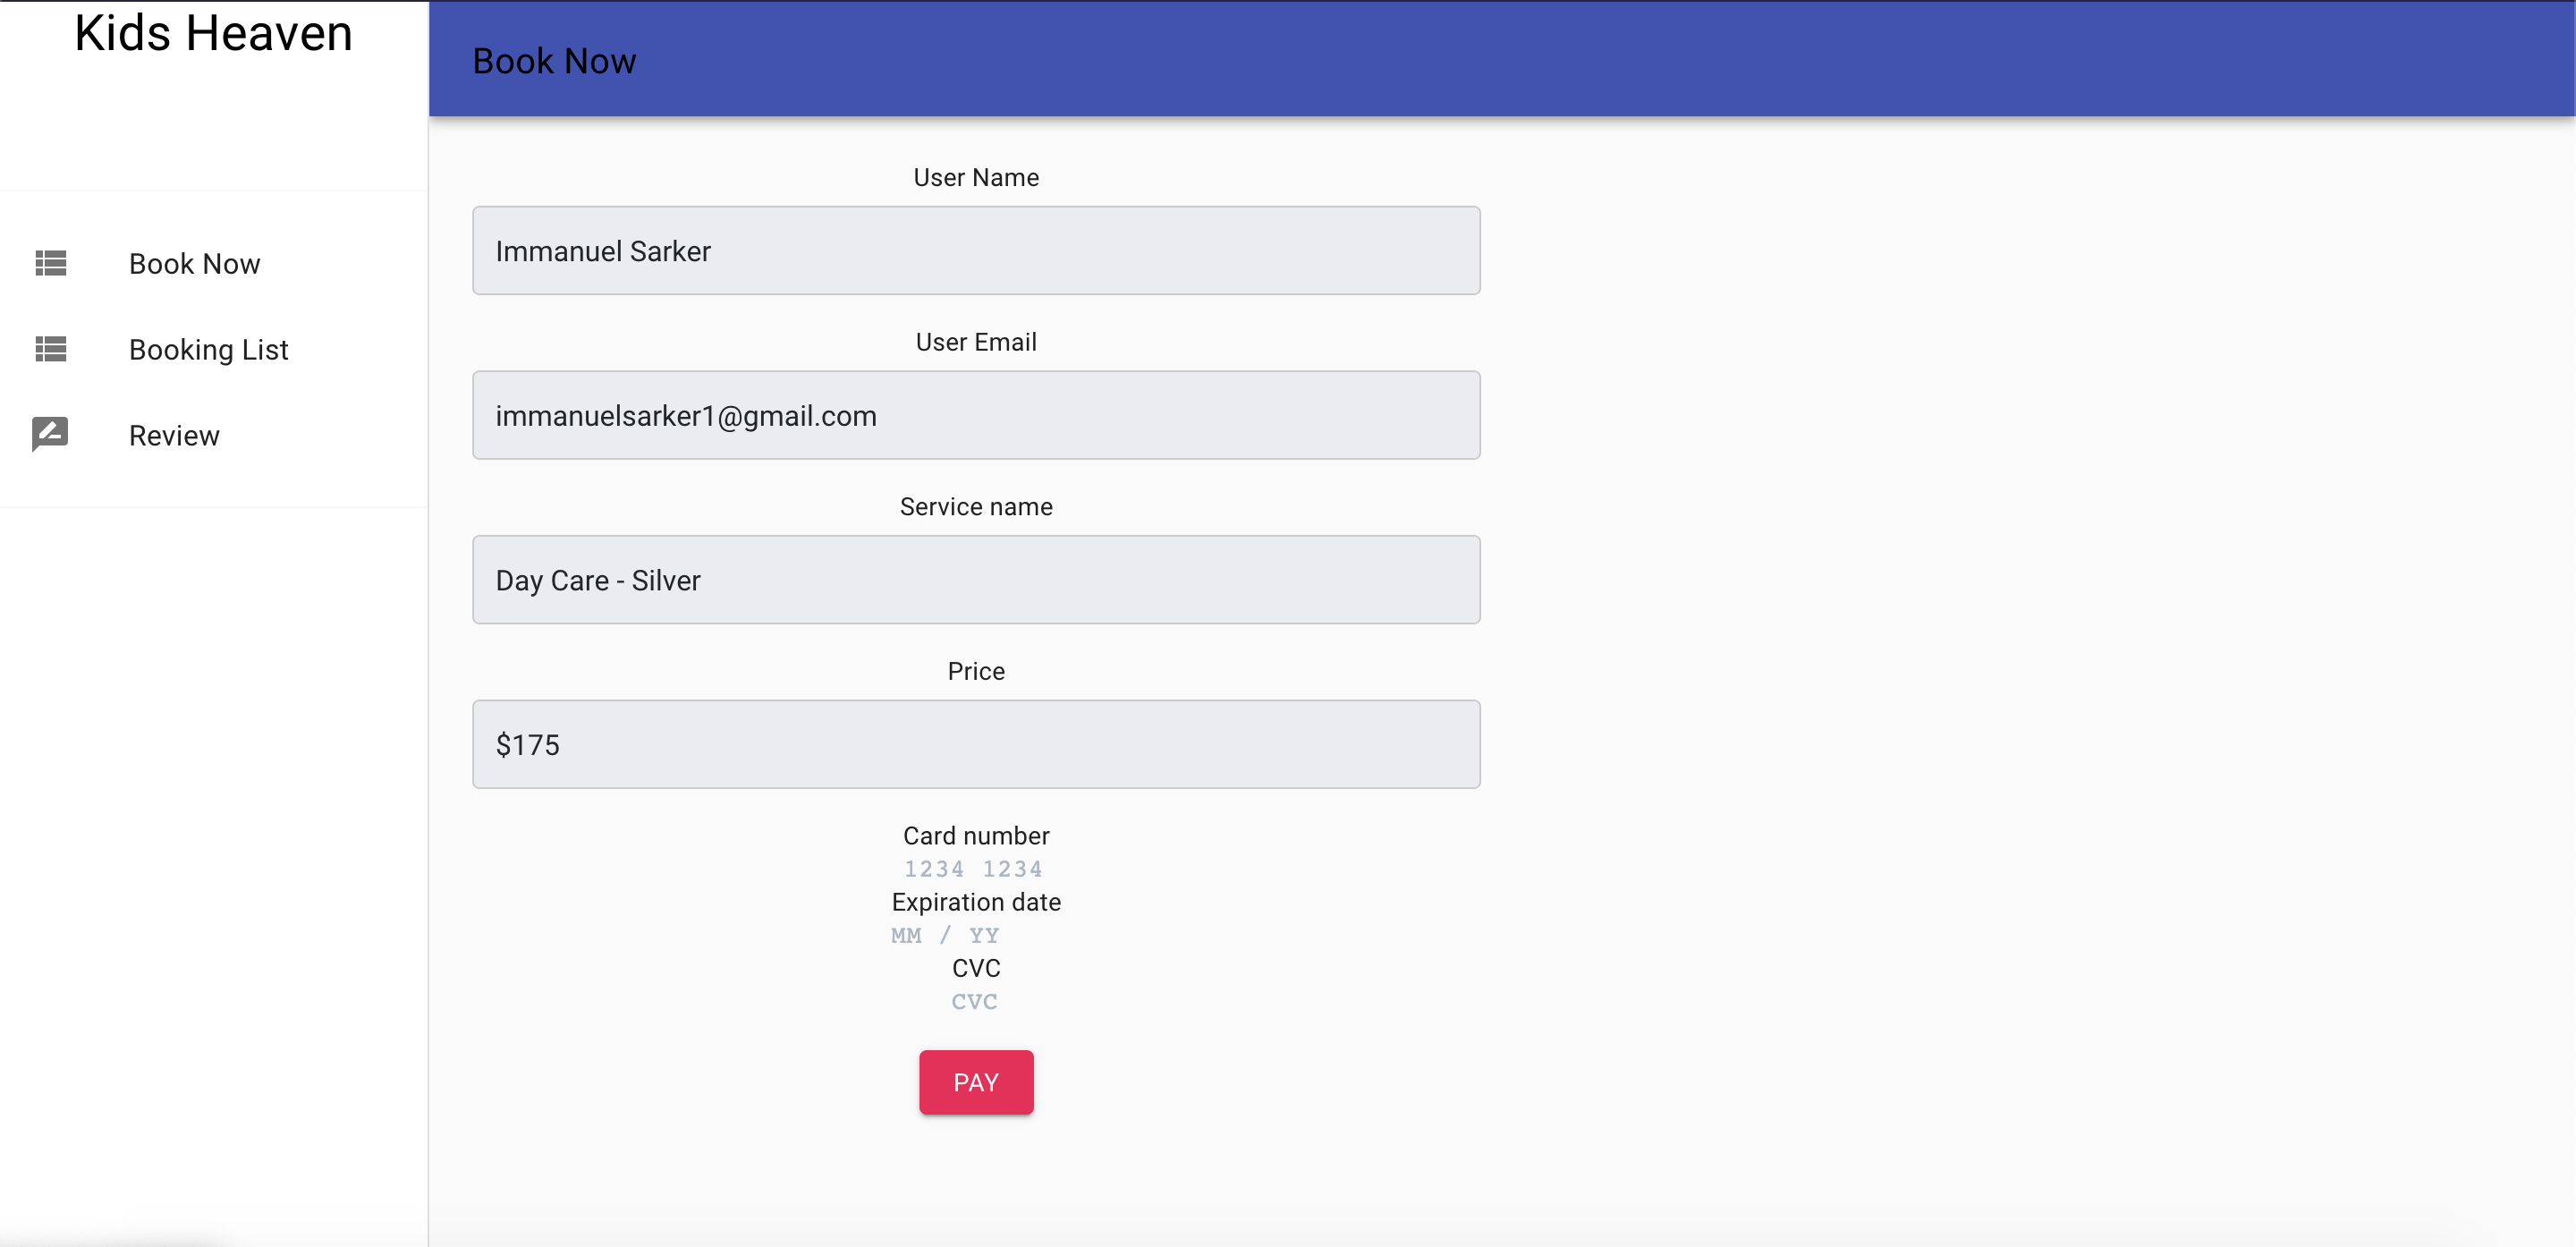 Kids Heaven
Book Now
Booking List
Review
Book Now
User Name
Immanuel Sarker
User Email
immanuelsarker1@gmail.com
Service name
Day Care - Silver
Price
$175
Card number
1234 1234
Expiration date
MM / YY
CVC
CVC
PAY